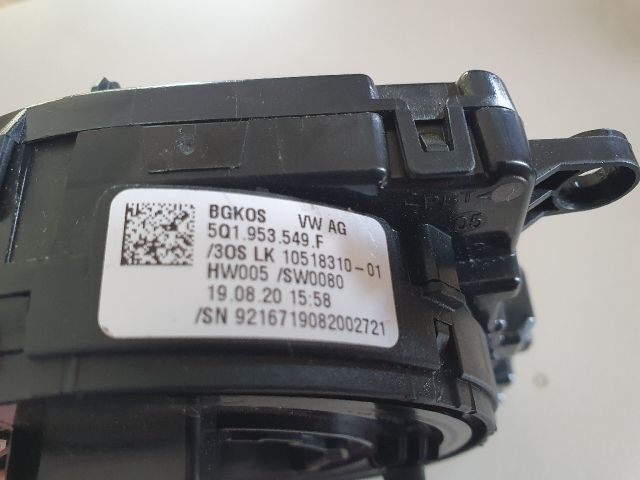 BGKOS VW AG
5Q1.953.549.F
/3OS LK 10518310-01
HW005 /SW0080
19.08.20 15:58
/SN 9216719082002721
>PBT<